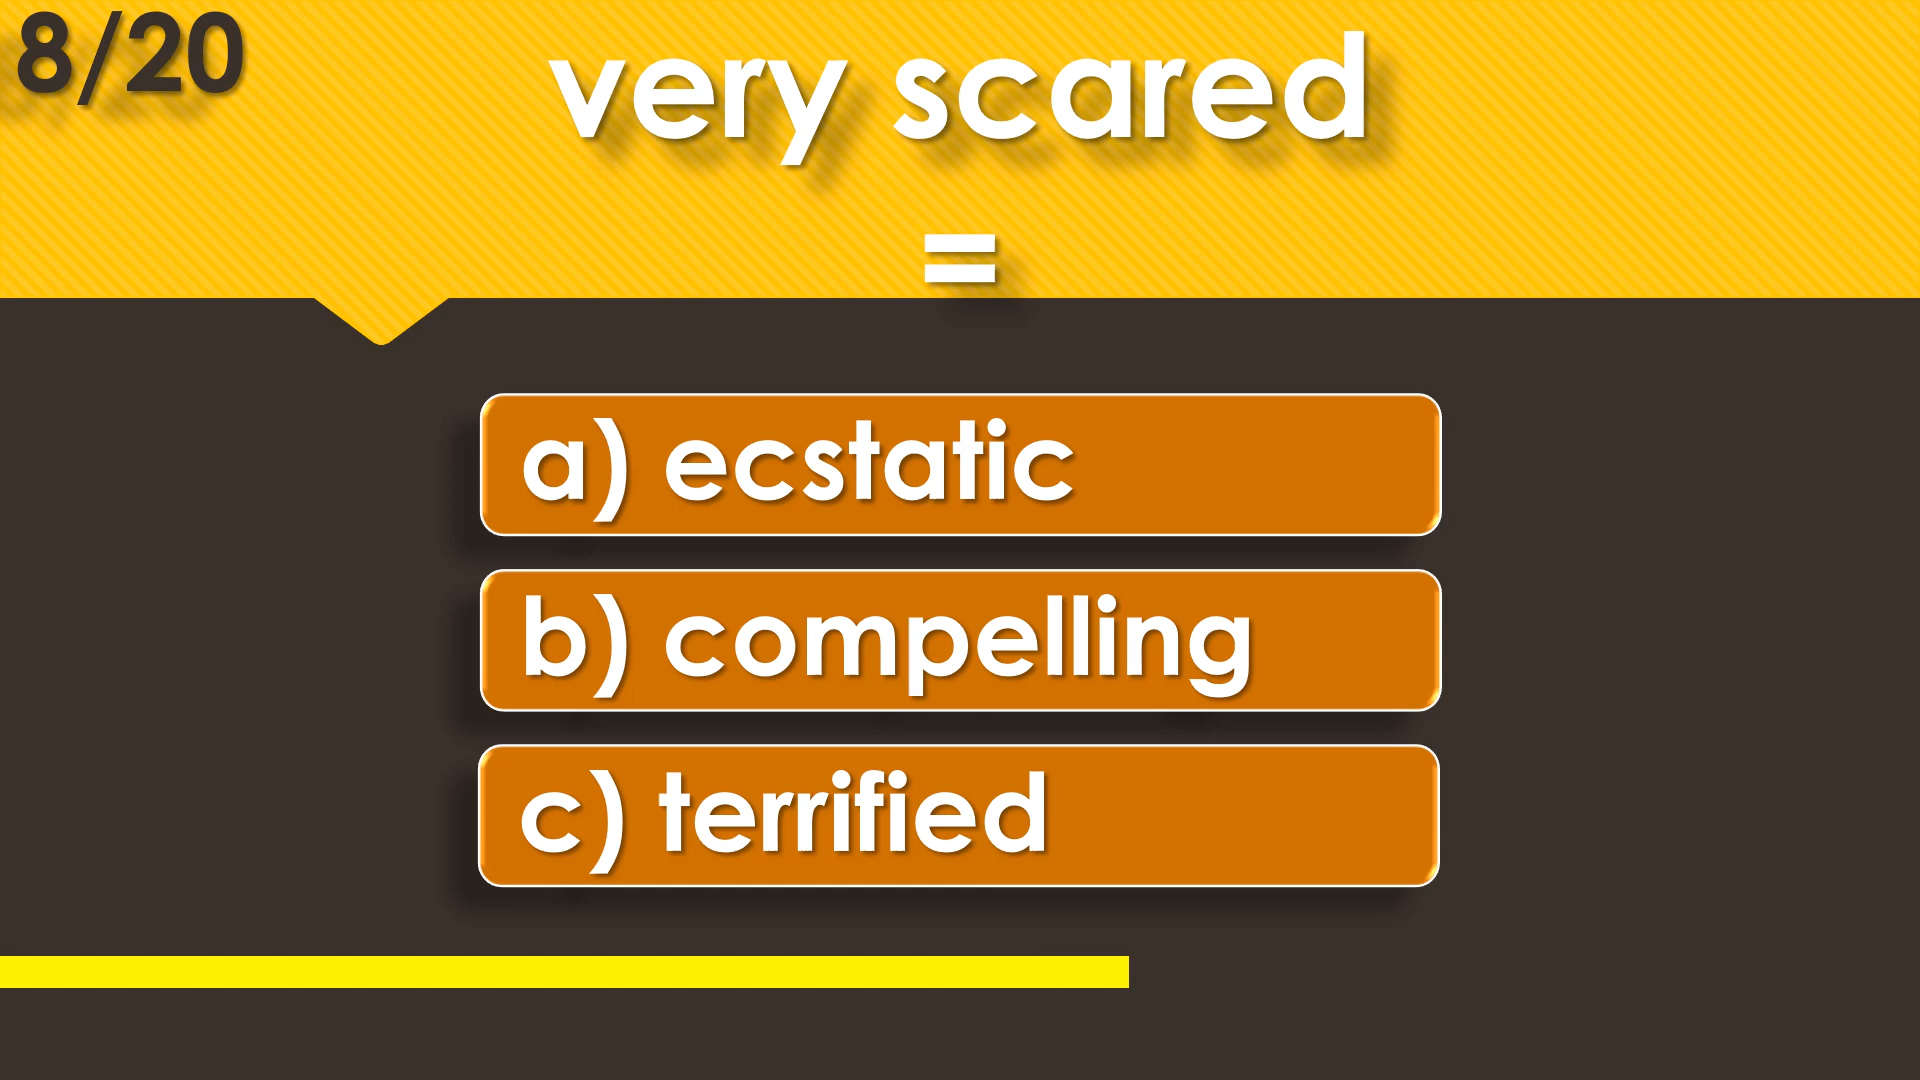 8/20
very scared
=
a) ecstatic
b) compelling
c) terrified